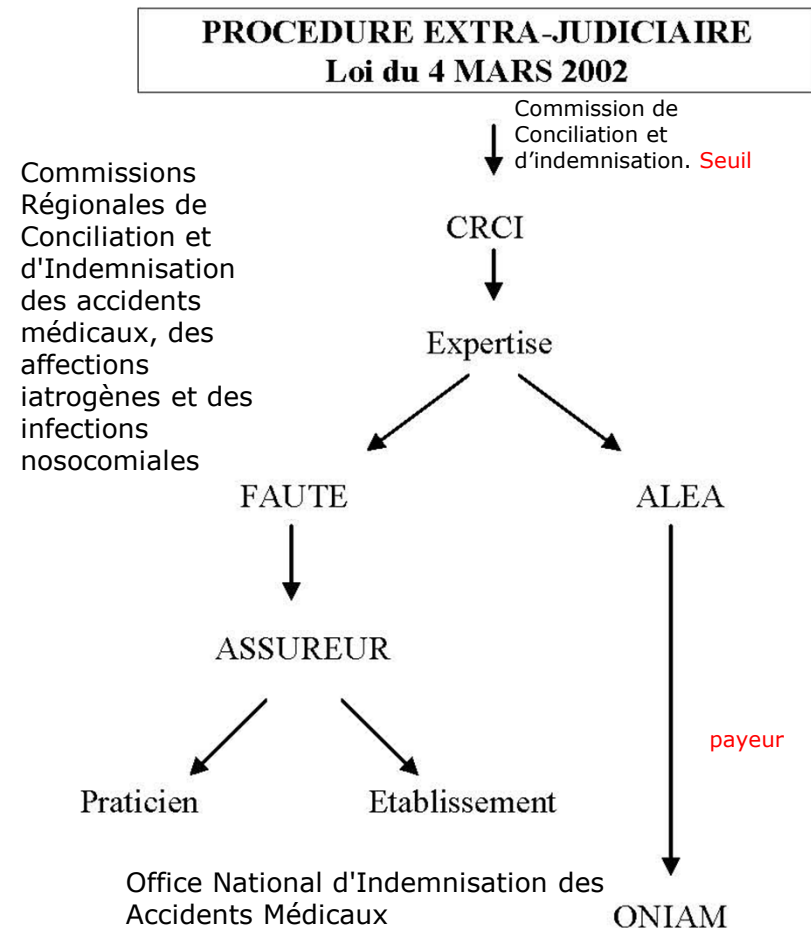 PROCEDURE EXTRA-JUDICIAIRE
Loi du 4 MARS 2002
Commission de
Conciliation et
d’indemnisation. Seuil
Commissions
Régionales de
Conciliation et
d'Indemnisation
des accidents
médicaux, des
affections
iatrogènes et des
infections
nosocomiales
CRCI
Expertise
FAUTE
ALEA
ASSUREUR
payeur
Praticien
Etablissement
Office National d'Indemnisation des
Accidents Médicaux
ONIAM